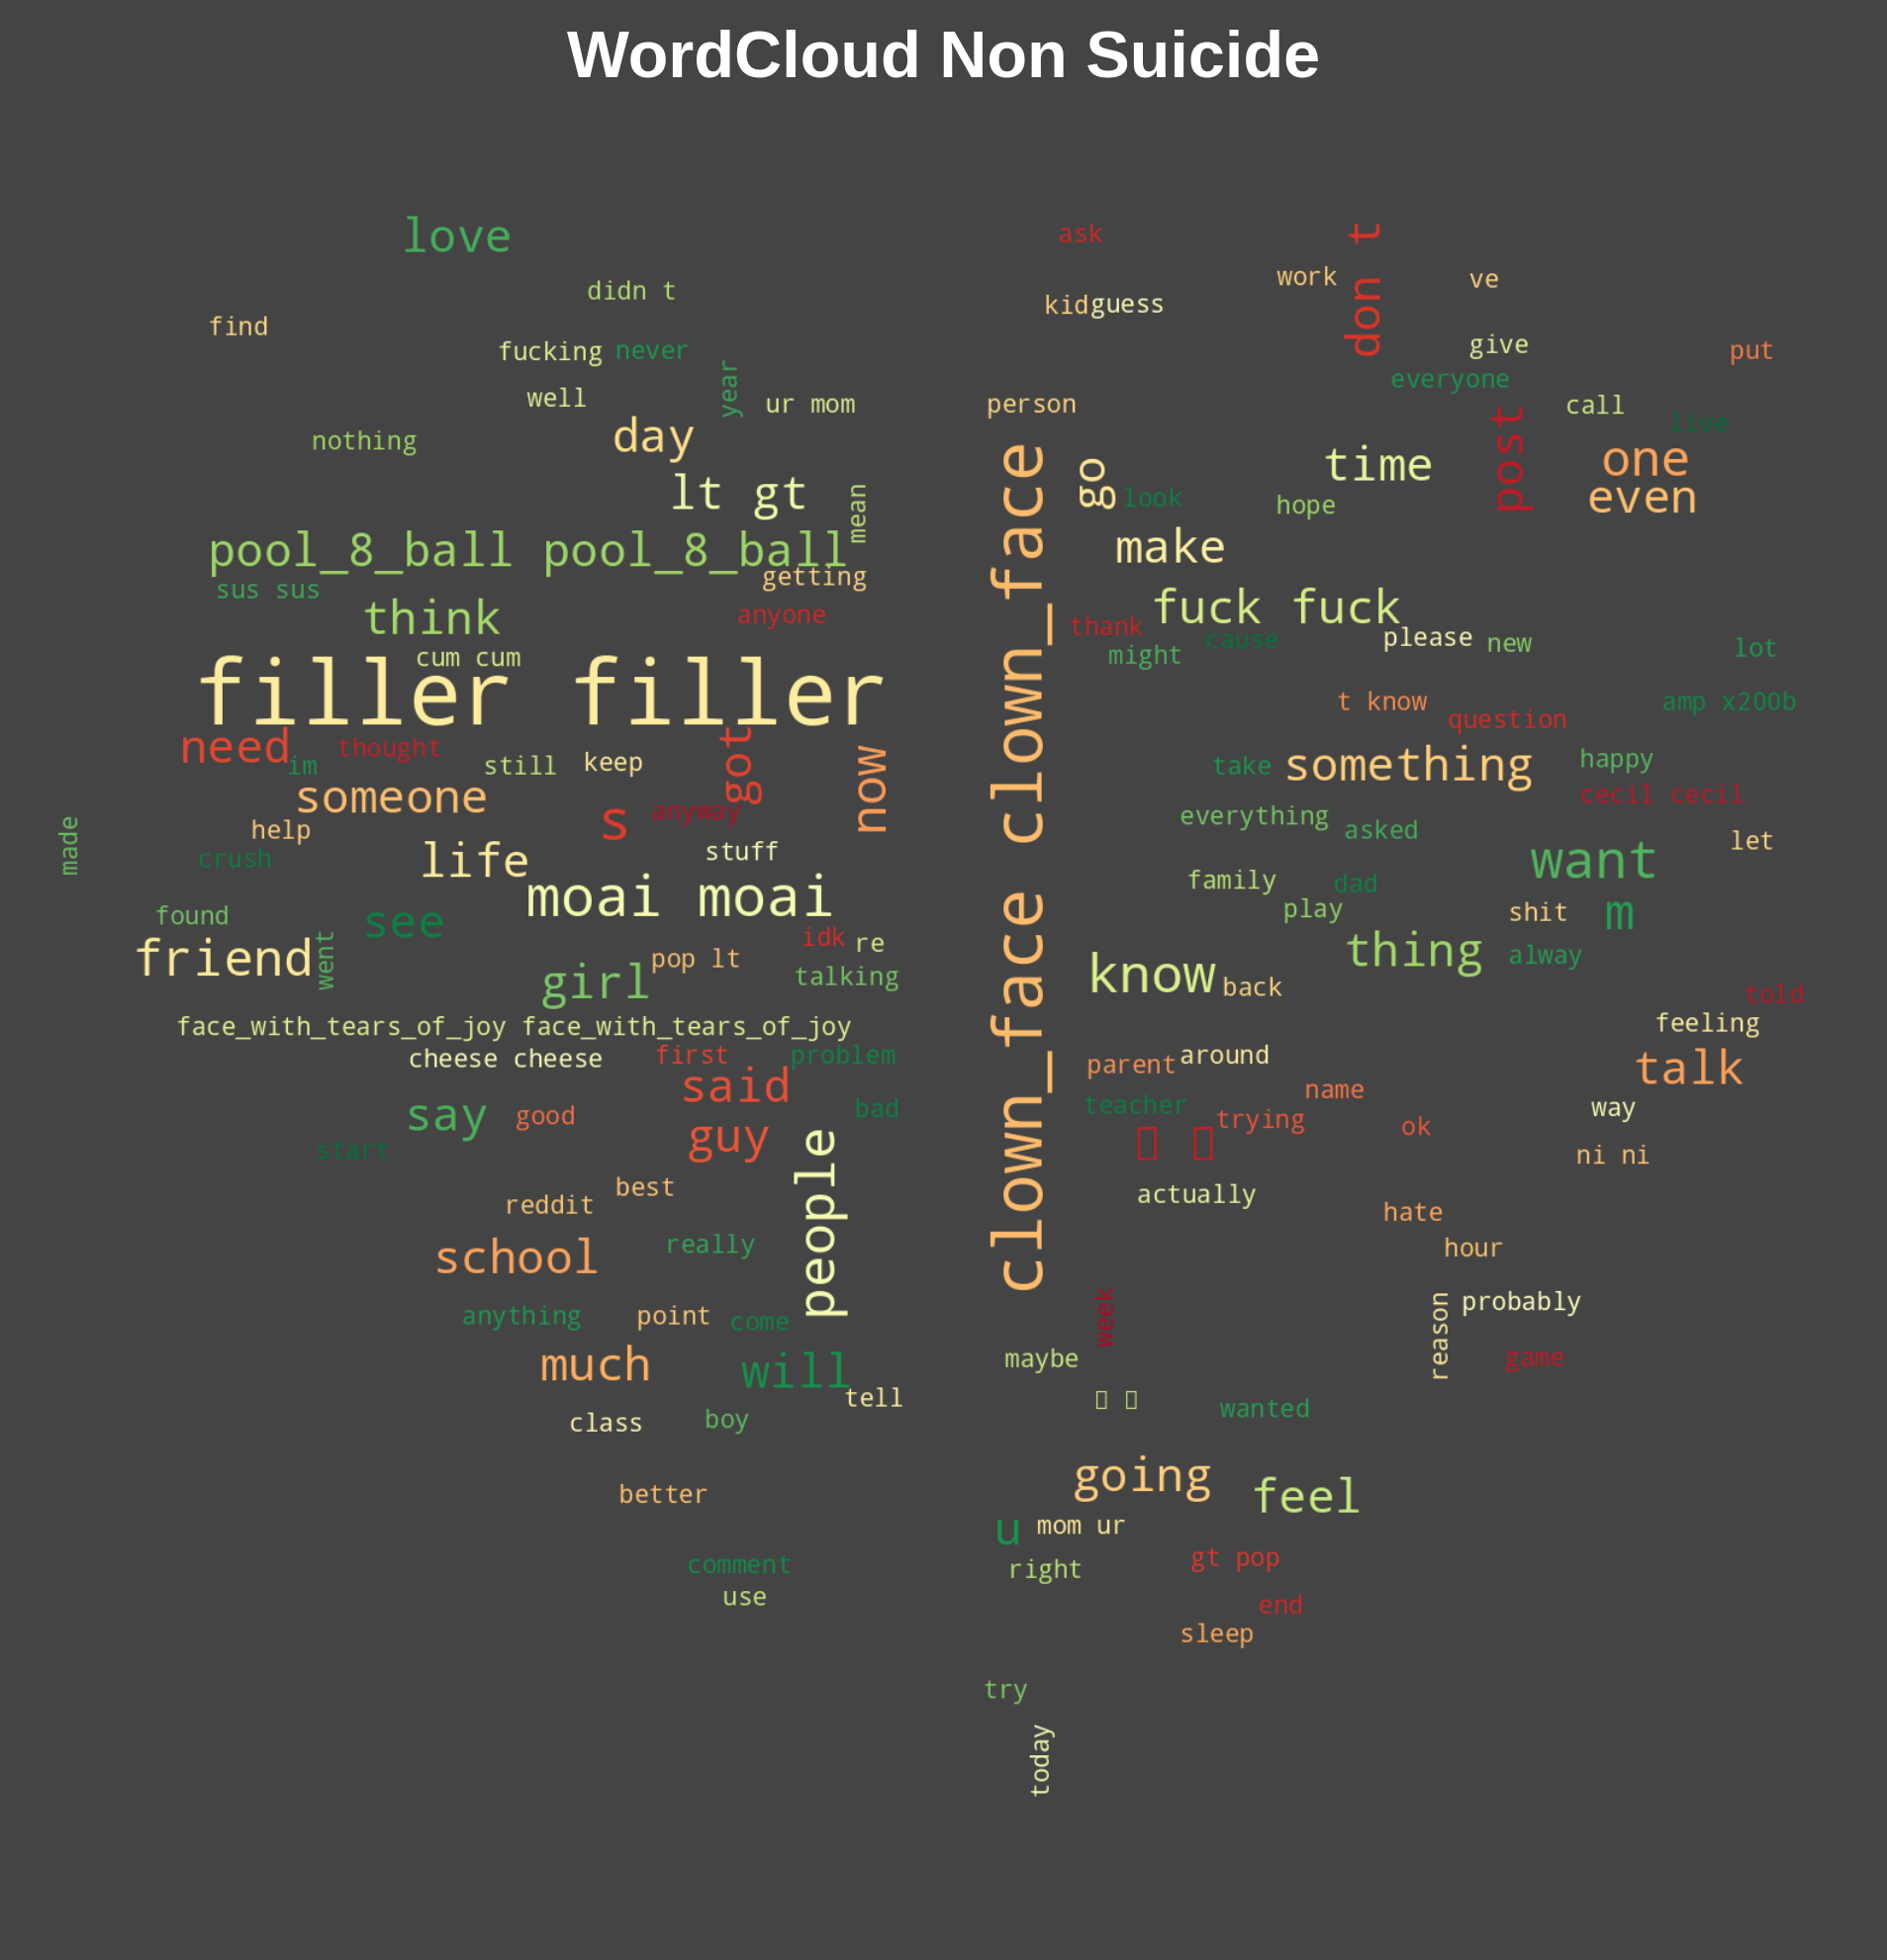 WordCloud Non Suicide
love
ask
don t
work
ve
didn t
kid
guess
find
fucking
never
give
put
year
everyone
well
ur mom
person
call
live
nothing
day
post
time
one
lt gt
mean
go
look
hope
even
pool_8_ball pool_8_ball
clown_face clown_face
make
sus sus
getting
think
anyone
thank
fuck fuck
cause
please
new
lot
cum cum
might
filler filler
t know
amp x200b
question
need
im
thought
still
keep
got
now
take
something
happy
someone
s
anyway
cecil cecil
made
help
everything
asked
let
crush
life
stuff
want
family
dad
moai moai
play
shit
m
found
see
idk
re
friend
went
girl
pop lt
talking
know
back
thing
alway
told
face_with_tears_of_joy face_with_tears_of_joy
feeling
cheese cheese
first
problem
parent
around
talk
said
name
say
good
bad
teacher
trying
ok
way
guy
start
people
ni ni
best
actually
reddit
hate
school
really
hour
anything
point
come
week
reason
probably
much
will
maybe
game
tell
class
boy
wanted
going
feel
better
u
mom ur
comment
right
gt pop
use
end
sleep
try
today